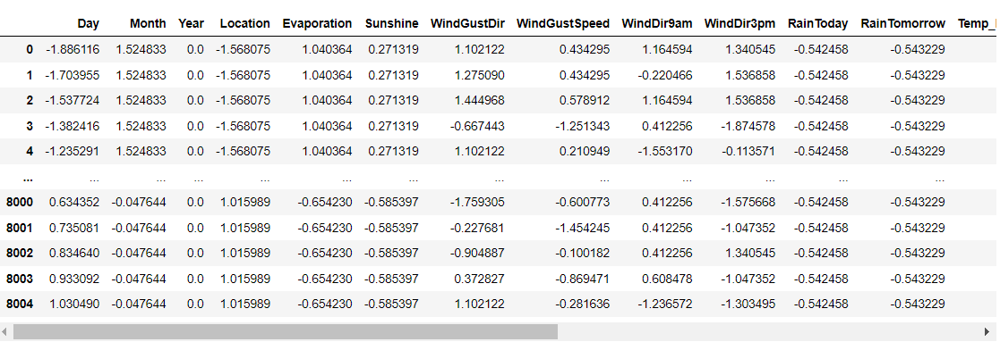 Day Month Year Location Evaporation Sunshine WindGustDir WindGustSpeed WindDir9am WindDir3pm RainToday RainTomorrow Temp_
0 -1.886116 1.524833 0.0 -1.568075 1.040364 0.271319 1.102122 0.434295 1.164594 1.340545 -0.542458 -0.543229
1 -1.703955 1.524833 0.0 -1.568075 1.040364 0.271319 1.275090 0.434295 -0.220466 1.536858 -0.542458 -0.543229
2 -1.537724 1.524833 0.0 -1.568075 1.040364 0.271319 1.444968 0.578912 1.164594 1.536858 -0.542458 -0.543229
3 -1.382416 1.524833 0.0 -1.568075 1.040364 0.271319 -0.667443 -1.251343 0.412256 -1.874578 -0.542458 -0.543229
4 -1.235291 1.524833 0.0 -1.568075 1.040364 0.271319 1.102122 0.210949 -1.553170 -0.113571 -0.542458 -0.543229
... ... ... ... ... ... ... ... ... ... ... ... ...
8000 0.634352 -0.047644 0.0 1.015989 -0.654230 -0.585397 -1.759305 -0.600773 0.412256 -1.575668 -0.542458 -0.543229
8001 0.735081 -0.047644 0.0 1.015989 -0.654230 -0.585397 -0.227681 -1.454245 0.412256 -1.047352 -0.542458 -0.543229
8002 0.834640 -0.047644 0.0 1.015989 -0.654230 -0.585397 -0.904887 -0.100182 0.412256 1.340545 -0.542458 -0.543229
8003 0.933092 -0.047644 0.0 1.015989 -0.654230 -0.585397 0.372827 -0.869471 0.608478 -1.047352 -0.542458 -0.543229
8004 1.030490 -0.047644 0.0 1.015989 -0.654230 -0.585397 1.102122 -0.281636 -1.236572 -1.303495 -0.542458 -0.543229